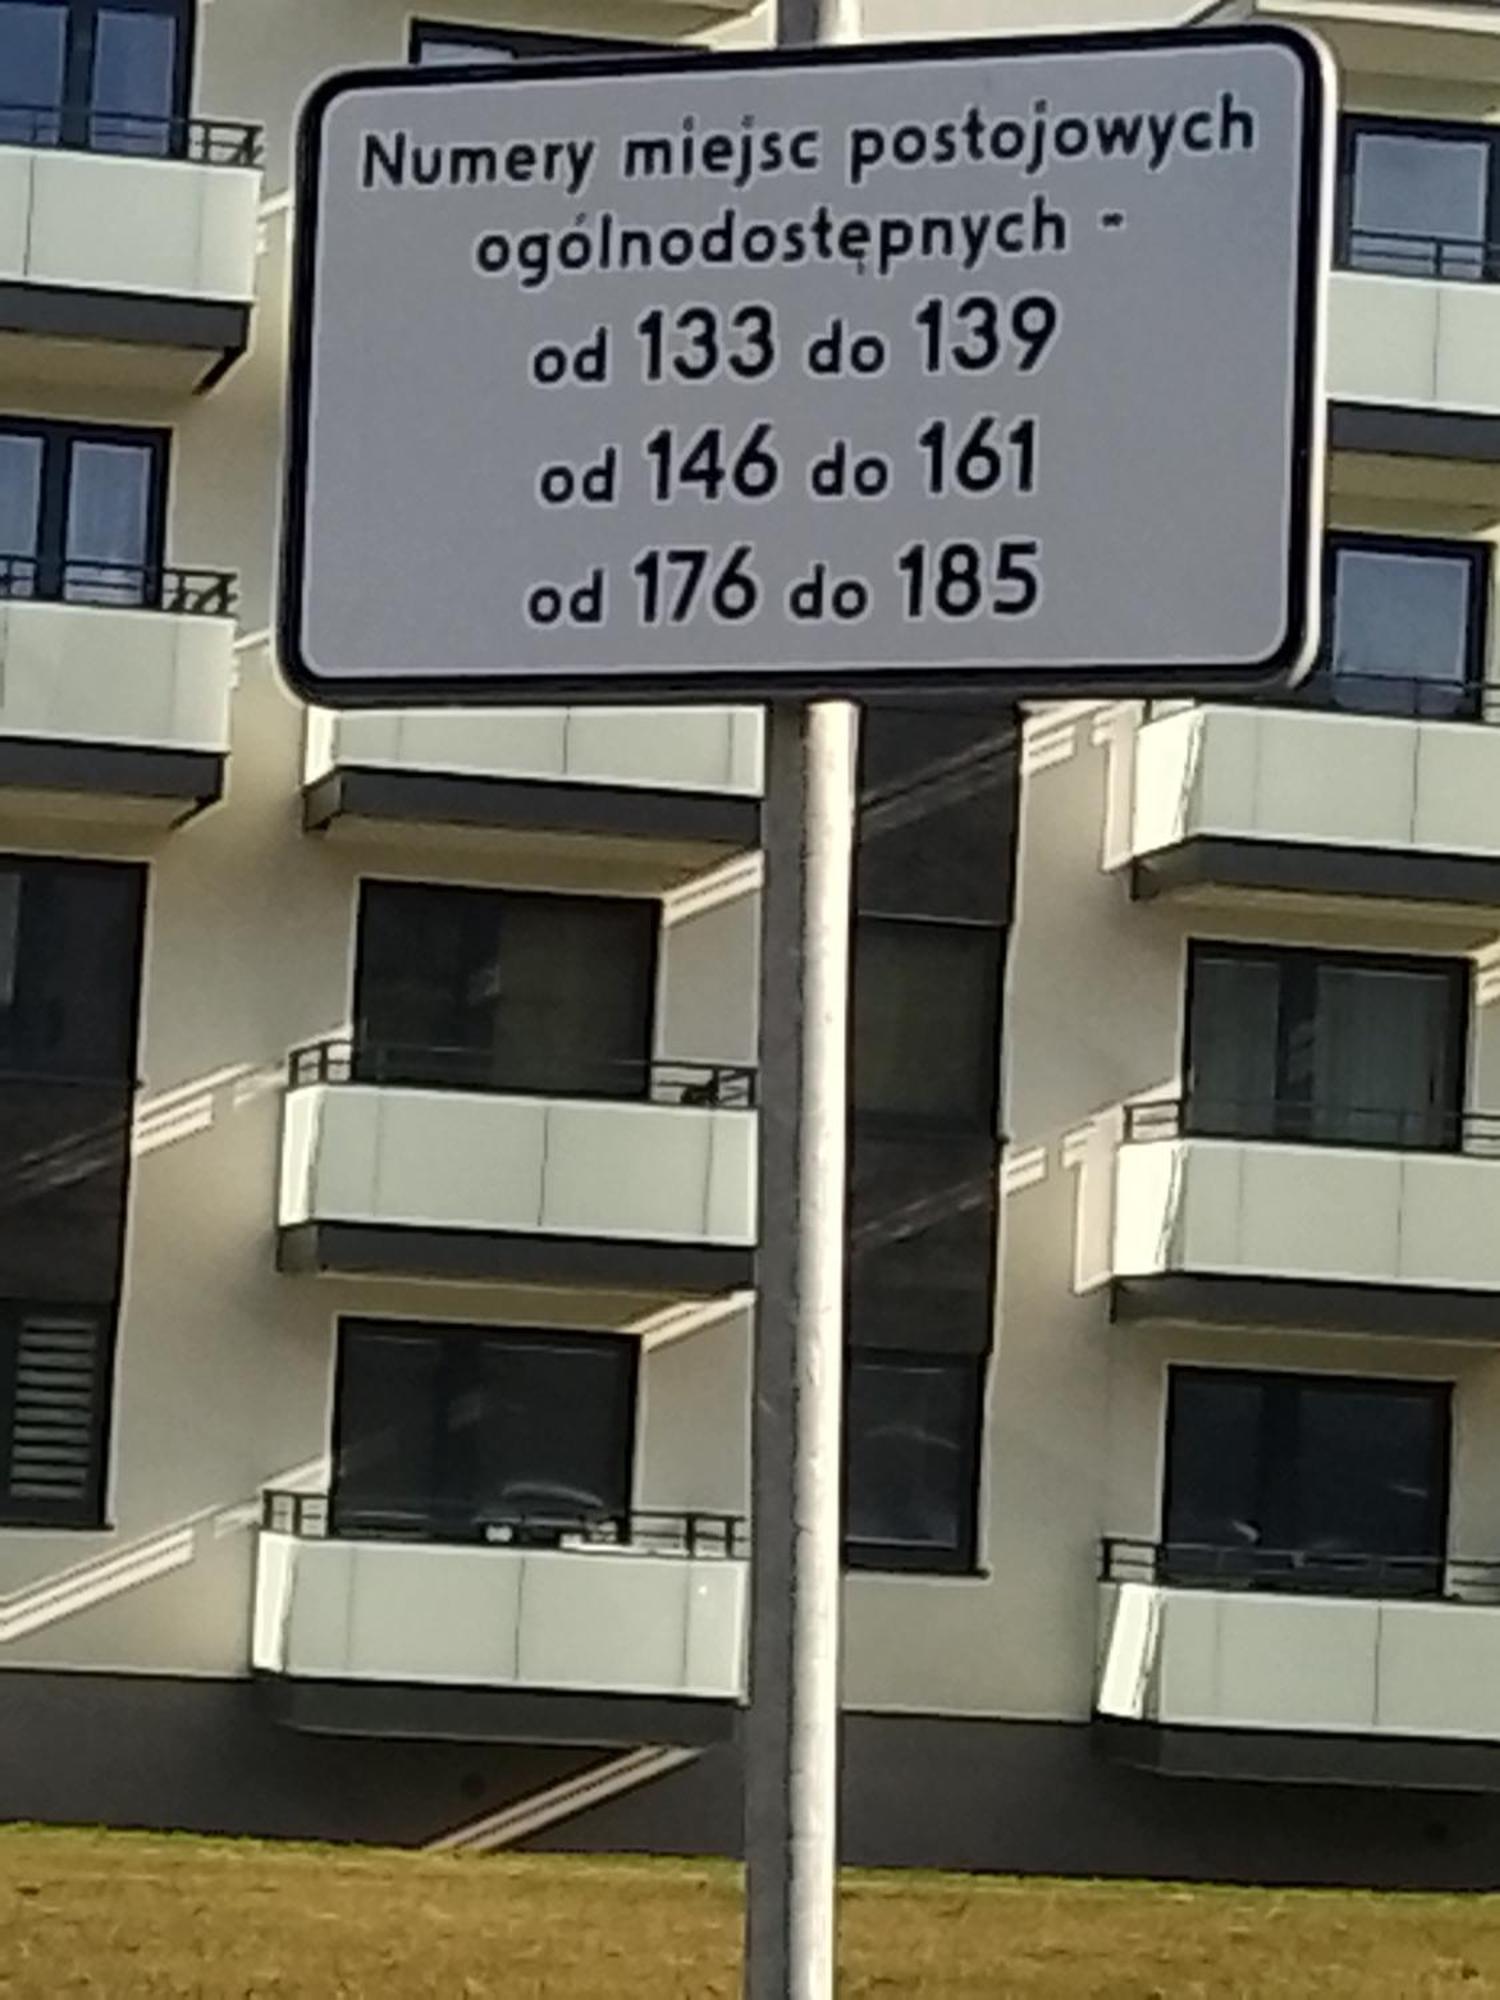 Numery miejsc postojowych
ogólnodostępnych -
od 133 do 139
od 146 do 161
od 176 do 185